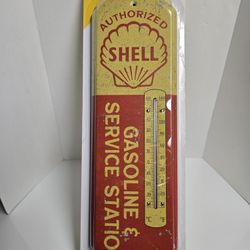 AUTHORIZED
SHELL
GASOLINE &
SERVICE STATIO
°C °F